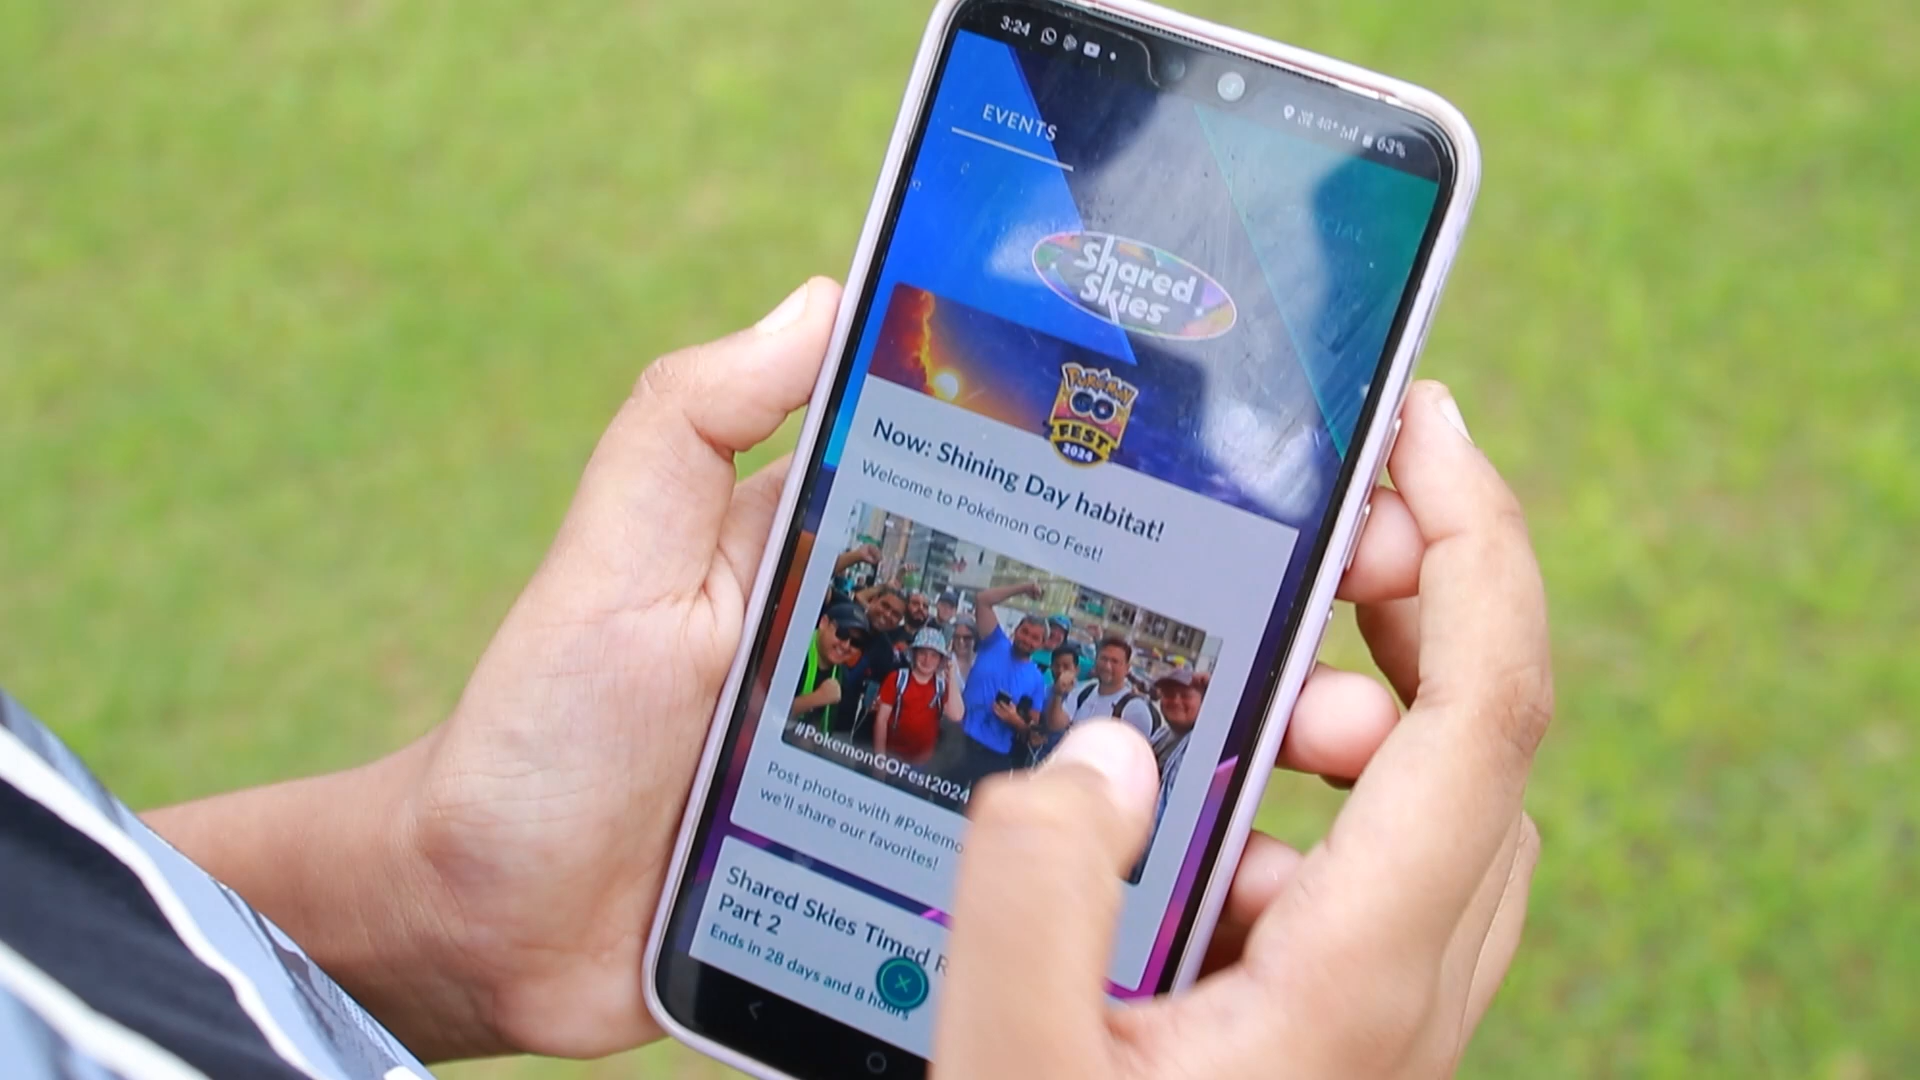 3:24
4G+ 63%
EVENTS
Shared
Skies
POKÉMON
GO
FEST
2024
Now: Shining Day habitat!
Welcome to Pokémon GO Fest!
#PokemonGOFest2024
Post photos with #Pokemo
we'll share our favorites!
Shared Skies Timed R
Part 2
Ends in 28 days and 8 hours